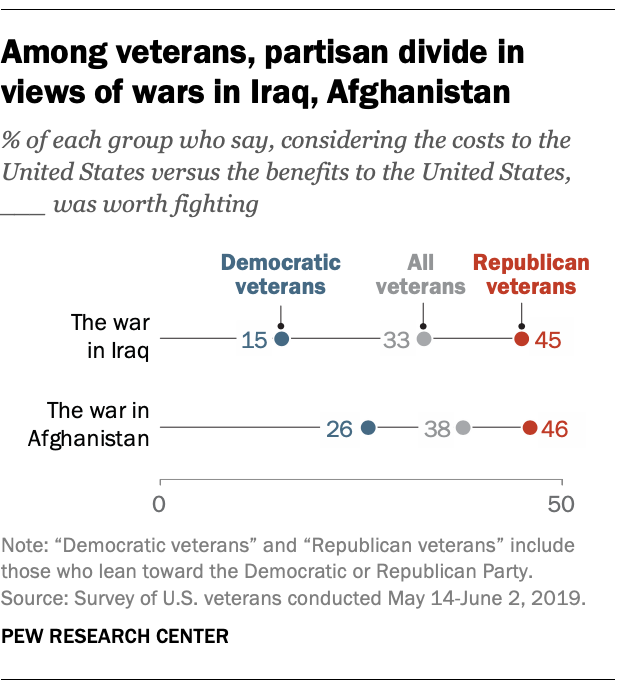 Among veterans, partisan divide in
views of wars in Iraq, Afghanistan
% of each group who say, considering the costs to the
United States versus the benefits to the United States,
___ was worth fighting
Democratic veterans
All veterans
Republican veterans
The war
in Iraq
15 33 45
The war in
Afghanistan
26 38 46
0 50
Note: “Democratic veterans” and “Republican veterans” include
those who lean toward the Democratic or Republican Party.
Source: Survey of U.S. veterans conducted May 14-June 2, 2019.
PEW RESEARCH CENTER